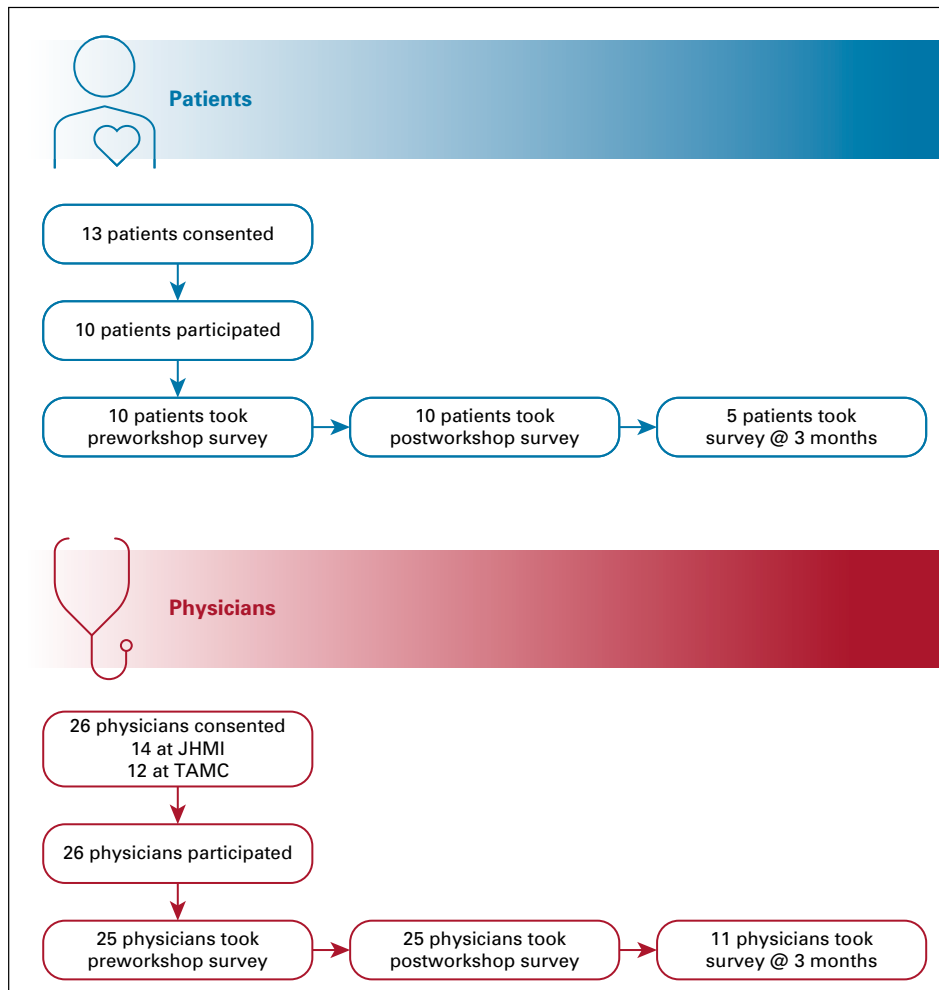 Patients
13 patients consented
10 patients participated
10 patients took
preworkshop survey
10 patients took
postworkshop survey
5 patients took
survey @ 3 months
Physicians
26 physicians consented
14 at JHMI
12 at TAMC
26 physicians participated
25 physicians took
preworkshop survey
25 physicians took
postworkshop survey
11 physicians took
survey @ 3 months